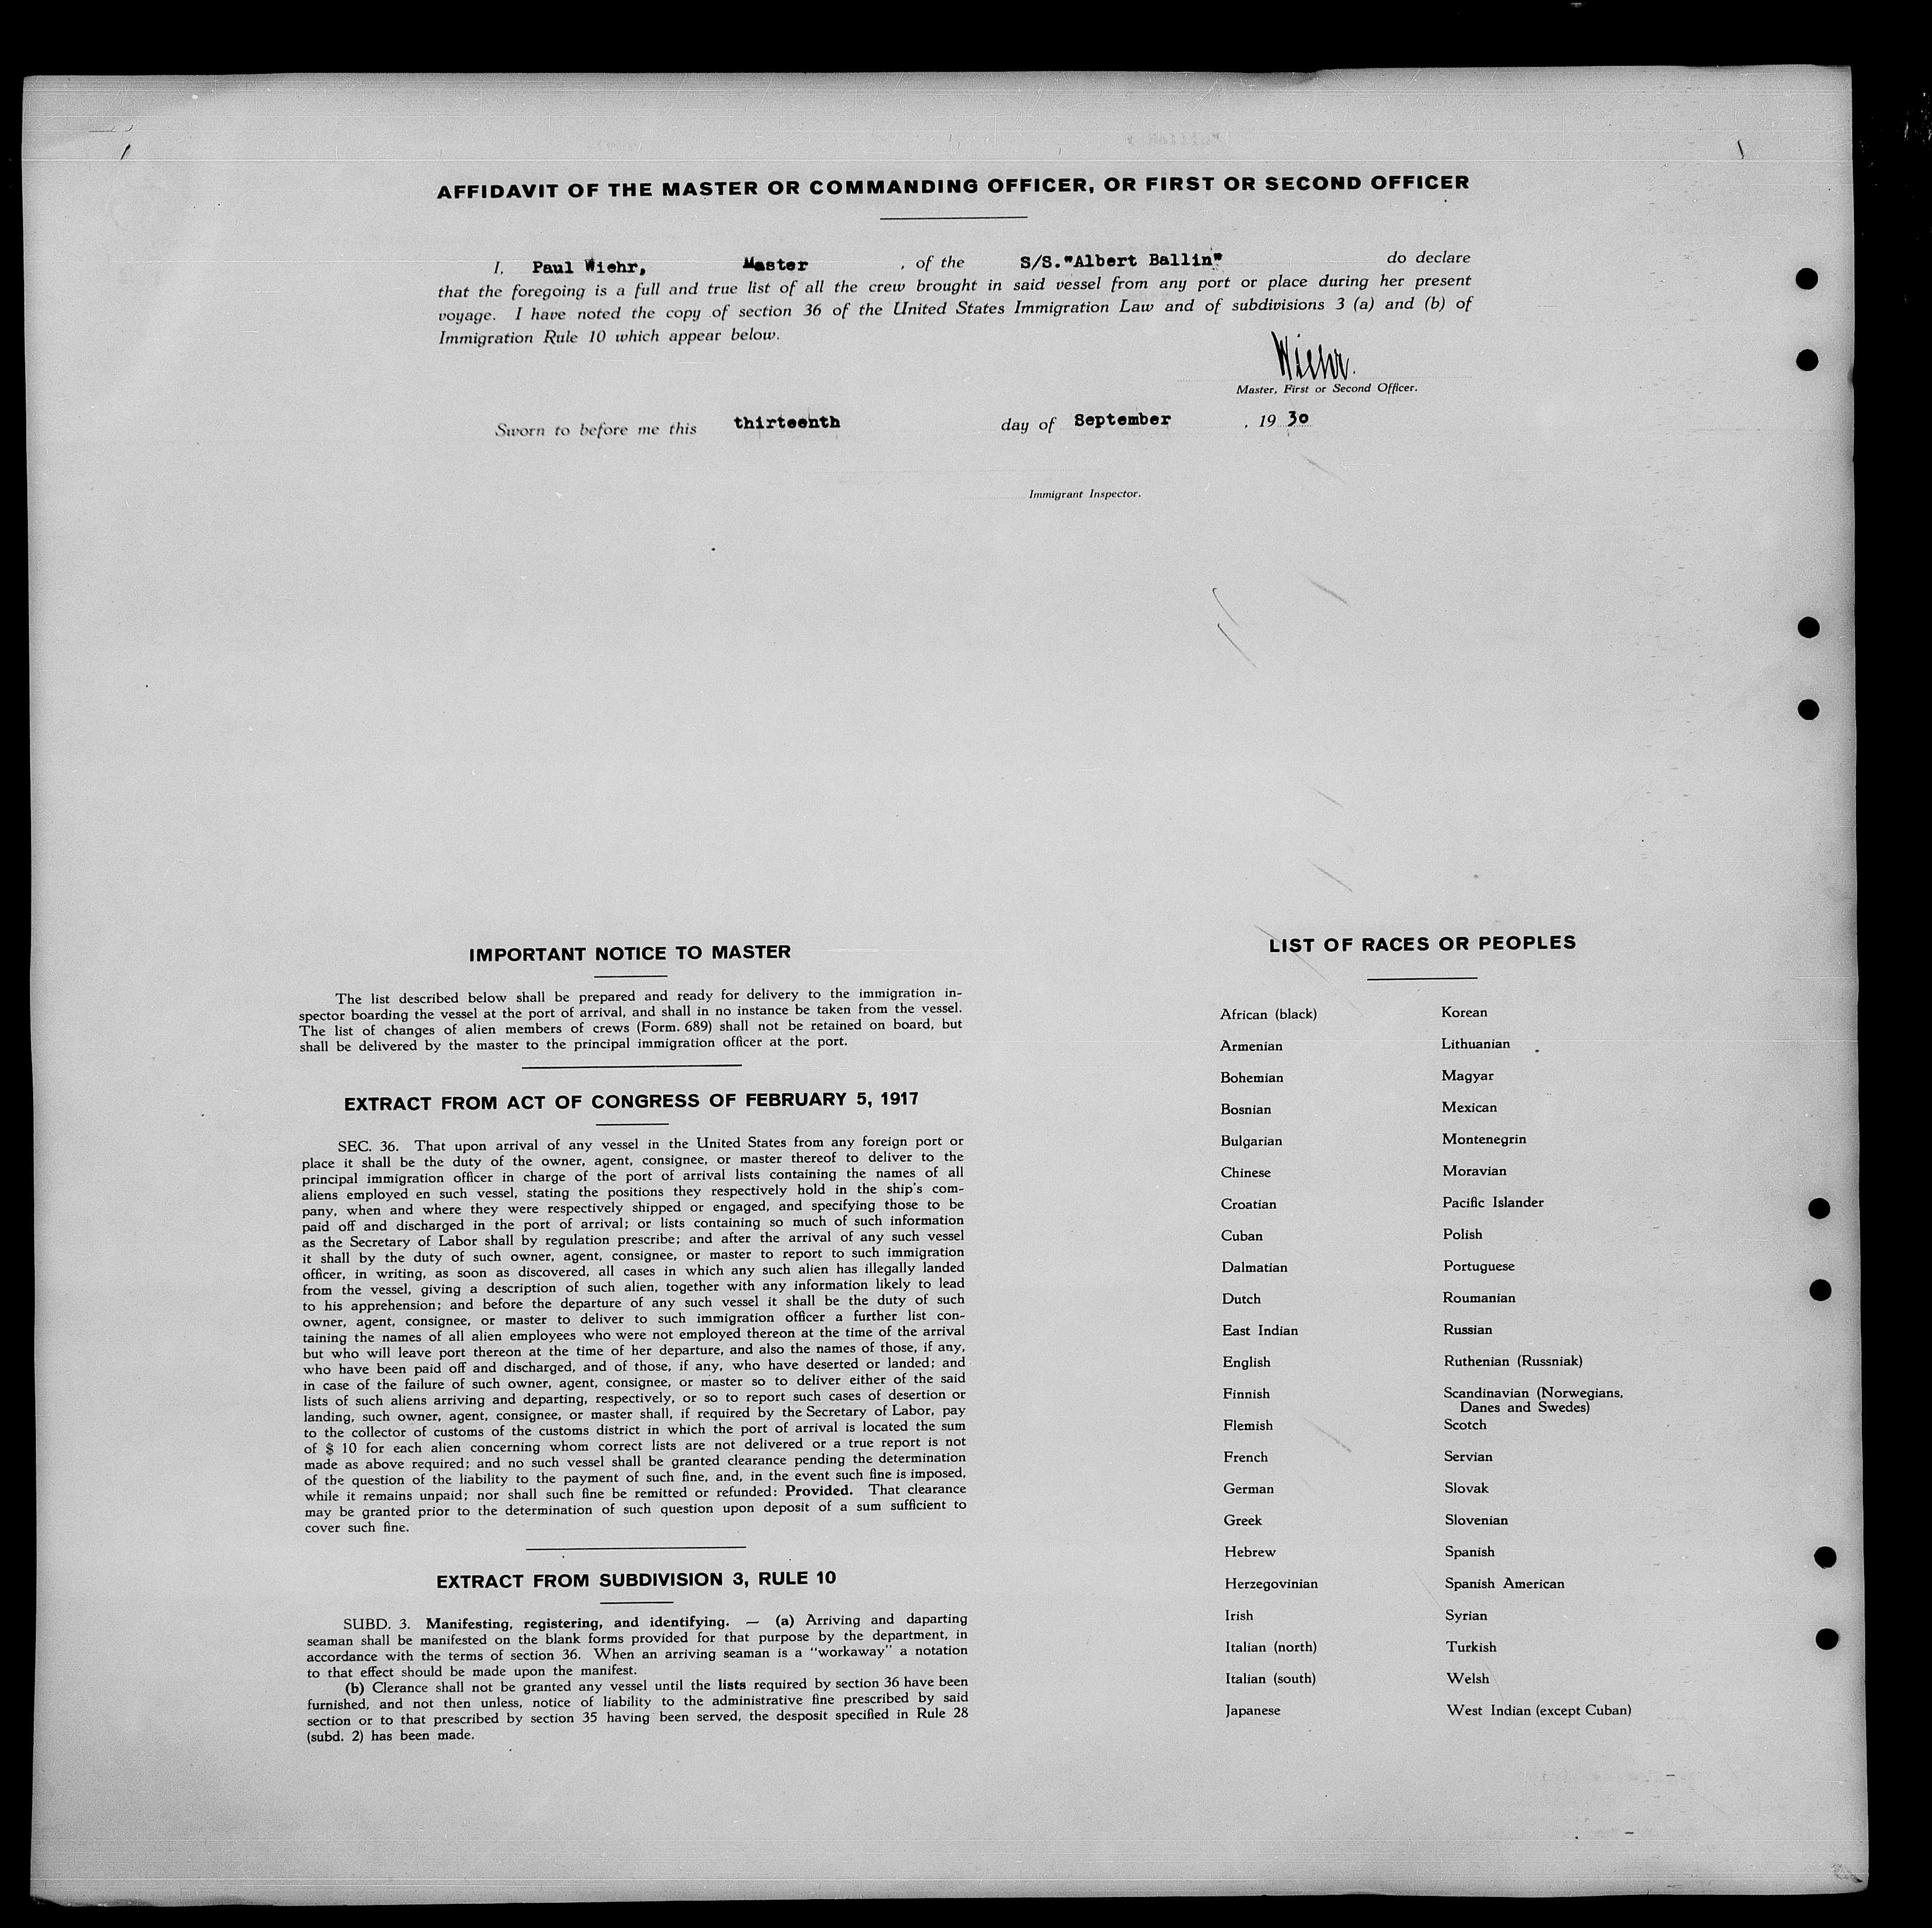 AFFIDAVIT OF THE MASTER OR COMMANDING OFFICER, OR FIRST OR SECOND OFFICER
I, Paul Wiehr, Master , of the S/S."Albert Ballin" do declare
that the foregoing is a full and true list of all the crew brought in said vessel from any port or place during her present
voyage. I have noted the copy of section 36 of the United States Immigration Law and of subdivisions 3 (a) and (b) of
Immigration Rule 10 which appear below.
Wiehr.
Master, First or Second Officer.
Sworn to before me this thirteenth day of September , 19 30
Immigrant Inspector.
IMPORTANT NOTICE TO MASTER
The list described below shall be prepared and ready for delivery to the immigration in-
spector boarding the vessel at the port of arrival, and shall in no instance be taken from the vessel.
The list of changes of alien members of crews (Form. 689) shall not be retained on board, but
shall be delivered by the master to the principal immigration officer at the port.
EXTRACT FROM ACT OF CONGRESS OF FEBRUARY 5, 1917
SEC. 36. That upon arrival of any vessel in the United States from any foreign port or
place it shall be the duty of the owner, agent, consignee, or master thereof to deliver to the
principal immigration officer in charge of the port of arrival lists containing the names of all
aliens employed en such vessel, stating the positions they respectively hold in the ship's com-
pany, when and where they were respectively shipped or engaged, and specifying those to be
paid off and discharged in the port of arrival; or lists containing so much of such information
as the Secretary of Labor shall by regulation prescribe; and after the arrival of any such vessel
it shall by the duty of such owner, agent, consignee, or master to report to such immigration
officer, in writing, as soon as discovered, all cases in which any such alien has illegally landed
from the vessel, giving a description of such alien, together with any information likely to lead
to his apprehension; and before the departure of any such vessel it shall be the duty of such
owner, agent, consignee, or master to deliver to such immigration officer a further list con-
taining the names of all alien employees who were not employed thereon at the time of the arrival
but who will leave port thereon at the time of her departure, and also the names of those, if any,
who have been paid off and discharged, and of those, if any, who have deserted or landed; and
in case of the failure of such owner, agent, consignee, or master so to deliver either of the said
lists of such aliens arriving and departing, respectively, or so to report such cases of desertion or
landing, such owner, agent, consignee, or master shall, if required by the Secretary of Labor, pay
to the collector of customs of the customs district in which the port of arrival is located the sum
of $ 10 for each alien concerning whom correct lists are not delivered or a true report is not
made as above required; and no such vessel shall be granted clearance pending the determination
of the question of the liability to the payment of such fine, and, in the event such fine is imposed,
while it remains unpaid; nor shall such fine be remitted or refunded: Provided. That clearance
may be granted prior to the determination of such question upon deposit of a sum sufficient to
cover such fine.
EXTRACT FROM SUBDIVISION 3, RULE 10
SUBD. 3. Manifesting, registering, and identifying. — (a) Arriving and daparting
seaman shall be manifested on the blank forms provided for that purpose by the department, in
accordance with the terms of section 36. When an arriving seaman is a "workaway" a notation
to that effect should be made upon the manifest.
(b) Clerance shall not be granted any vessel until the lists required by section 36 have been
furnished, and not then unless, notice of liability to the administrative fine prescribed by said
section or to that prescribed by section 35 having been served, the desposit specified in Rule 28
(subd. 2) has been made.
LIST OF RACES OR PEOPLES
African (black)
Armenian
Bohemian
Bosnian
Bulgarian
Chinese
Croatian
Cuban
Dalmatian
Dutch
East Indian
English
Finnish
Flemish
French
German
Greek
Hebrew
Herzegovinian
Irish
Italian (north)
Italian (south)
Japanese
Korean
Lithuanian
Magyar
Mexican
Montenegrin
Moravian
Pacific Islander
Polish
Portuguese
Roumanian
Russian
Ruthenian (Russniak)
Scandinavian (Norwegians,
Danes and Swedes)
Scotch
Servian
Slovak
Slovenian
Spanish
Spanish American
Syrian
Turkish
Welsh
West Indian (except Cuban)